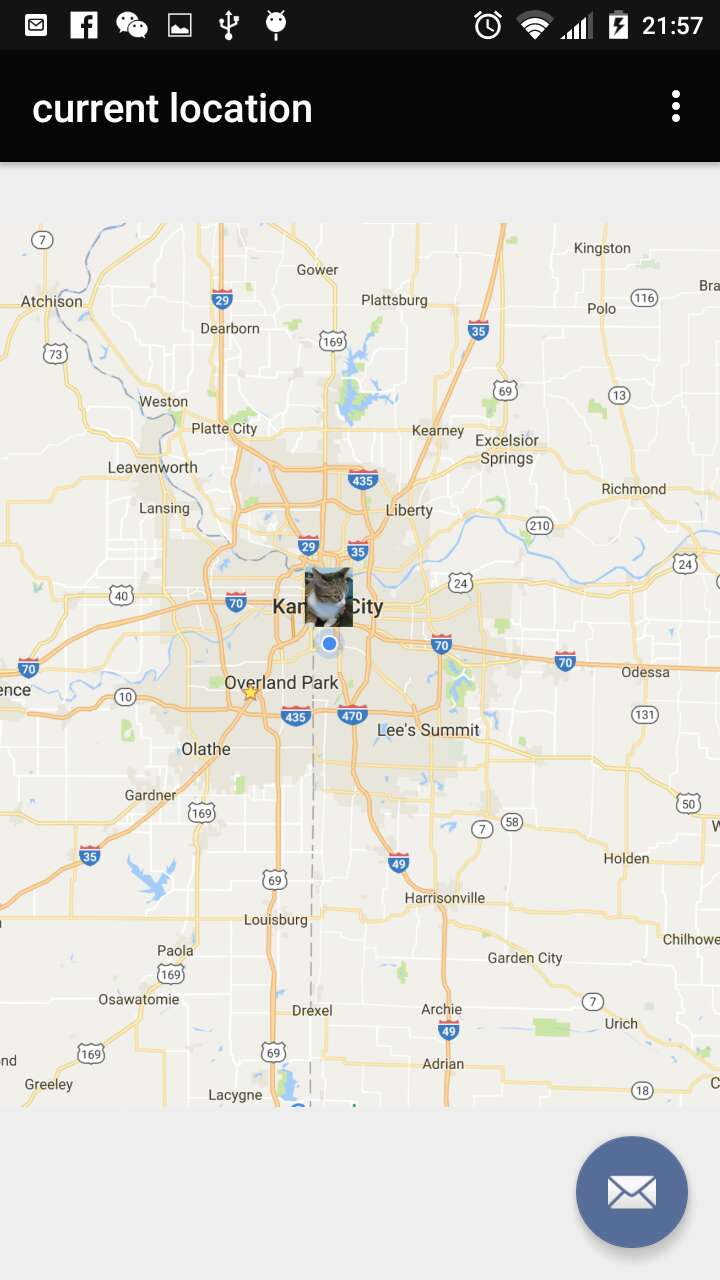 21:57
current location
7
Kingston
Gower
Bra
Atchison
29
Plattsburg
116
Polo
Dearborn
35
73
169
69
13
Weston
Platte City
Kearney
Excelsior
Springs
Leavenworth
435
Richmond
Lansing
Liberty
210
29
35
24
24
40
70
Kan City
70
70
70
Odessa
ence
Overland Park
10
435
470
131
Lee's Summit
Olathe
Gardner
50
169
58
7
W
35
49
Holden
69
Harrisonville
Louisburg
Chilhowe
Paola
Garden City
169
Osawatomie
7
Drexel
Archie
Urich
49
169
69
nd
Adrian
Greeley
18
C
Lacygne